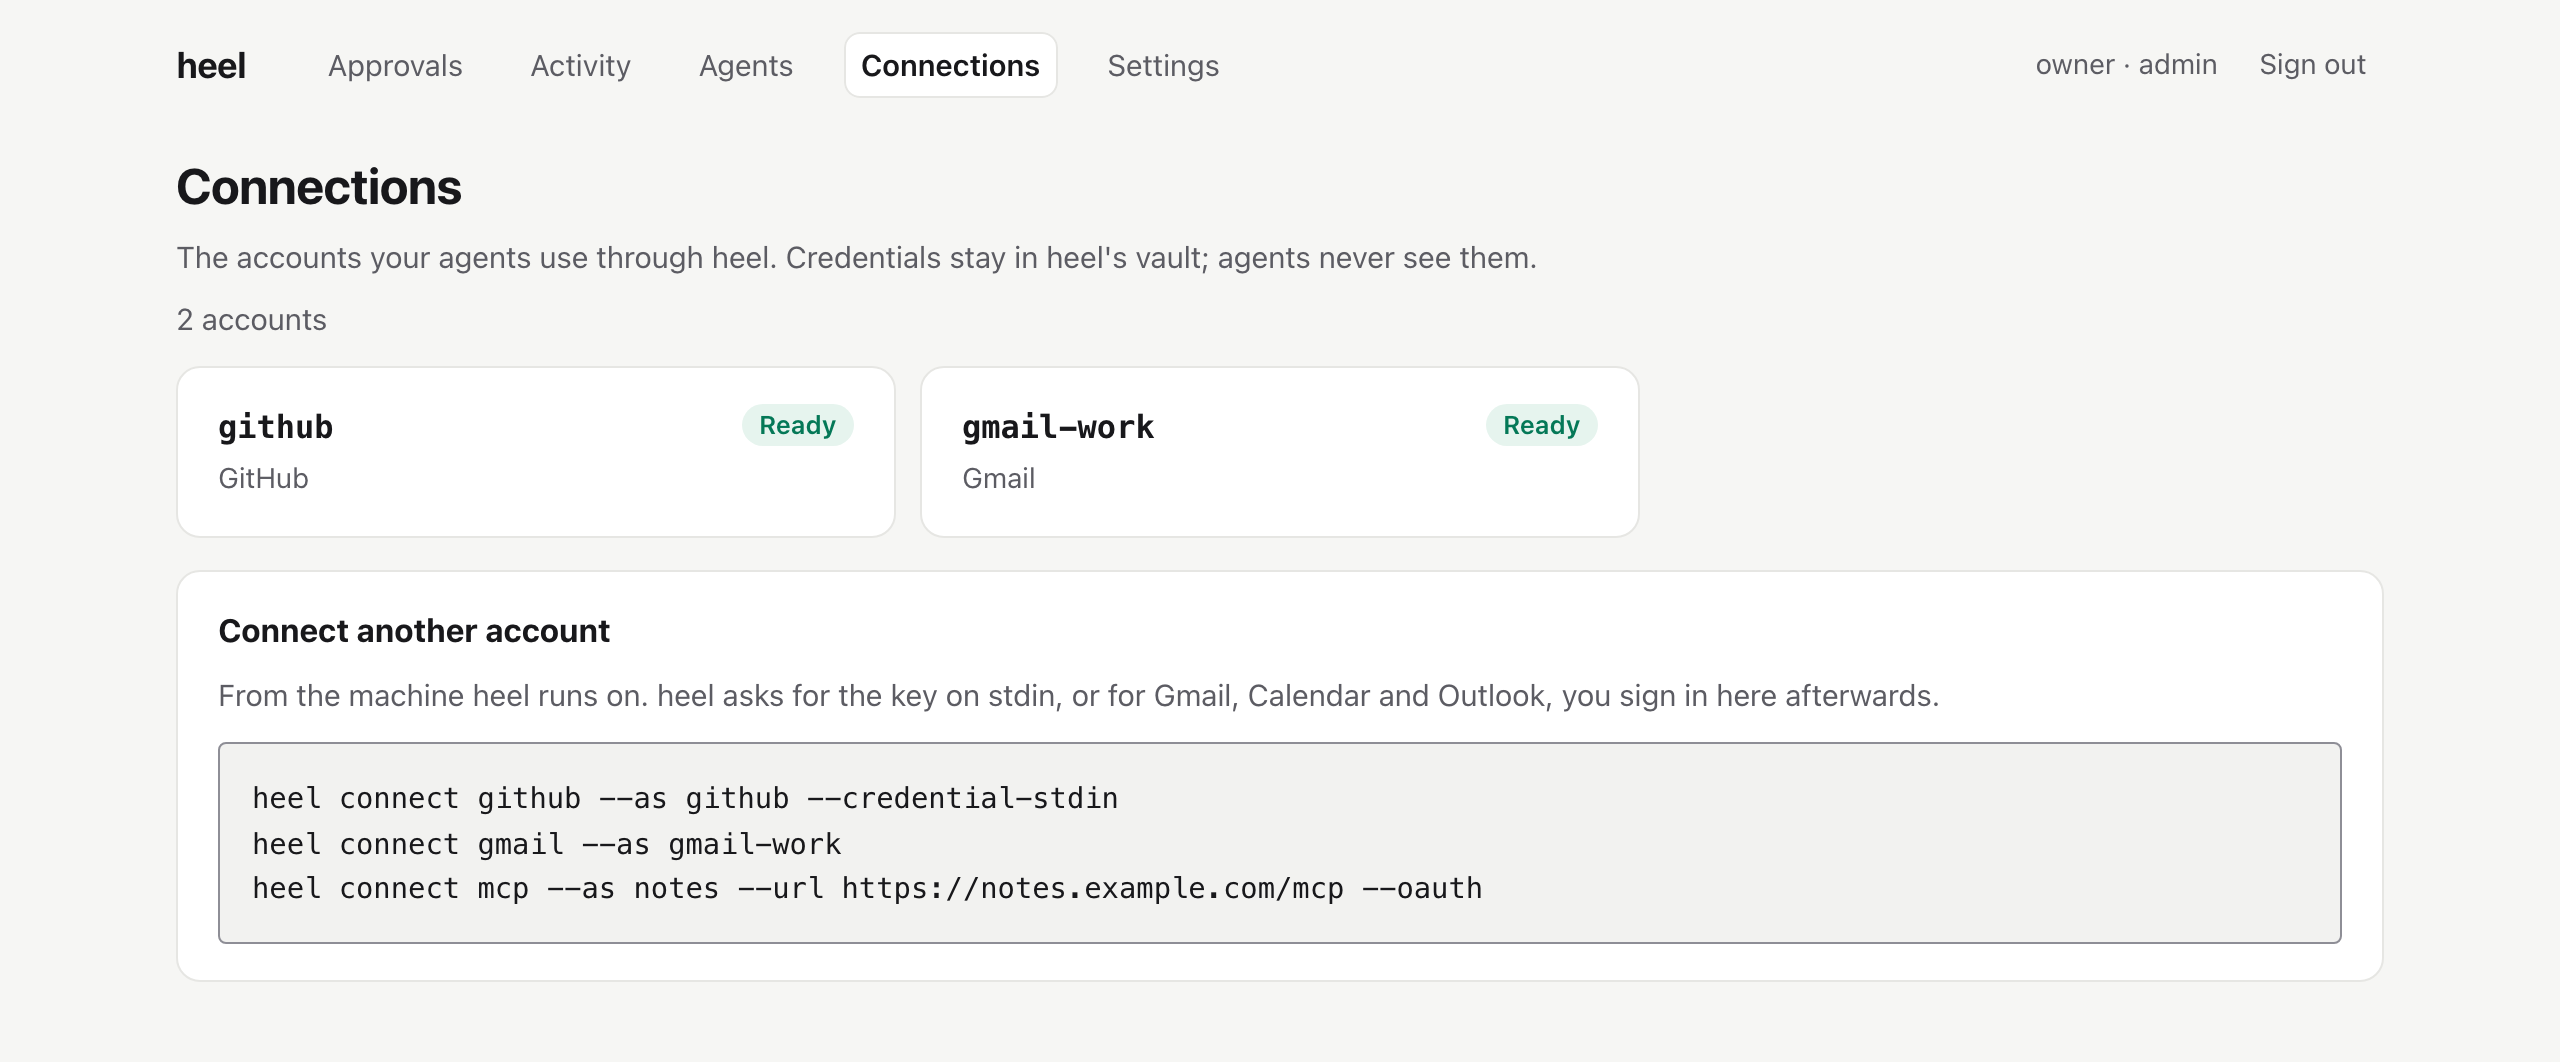 heel Approvals Activity Agents Connections Settings owner · admin Sign out
Connections
The accounts your agents use through heel. Credentials stay in heel's vault; agents never see them.
2 accounts
github Ready
GitHub
gmail-work Ready
Gmail
Connect another account
From the machine heel runs on. heel asks for the key on stdin, or for Gmail, Calendar and Outlook, you sign in here afterwards.
heel connect github --as github --credential-stdin
heel connect gmail --as gmail-work
heel connect mcp --as notes --url https://notes.example.com/mcp --oauth